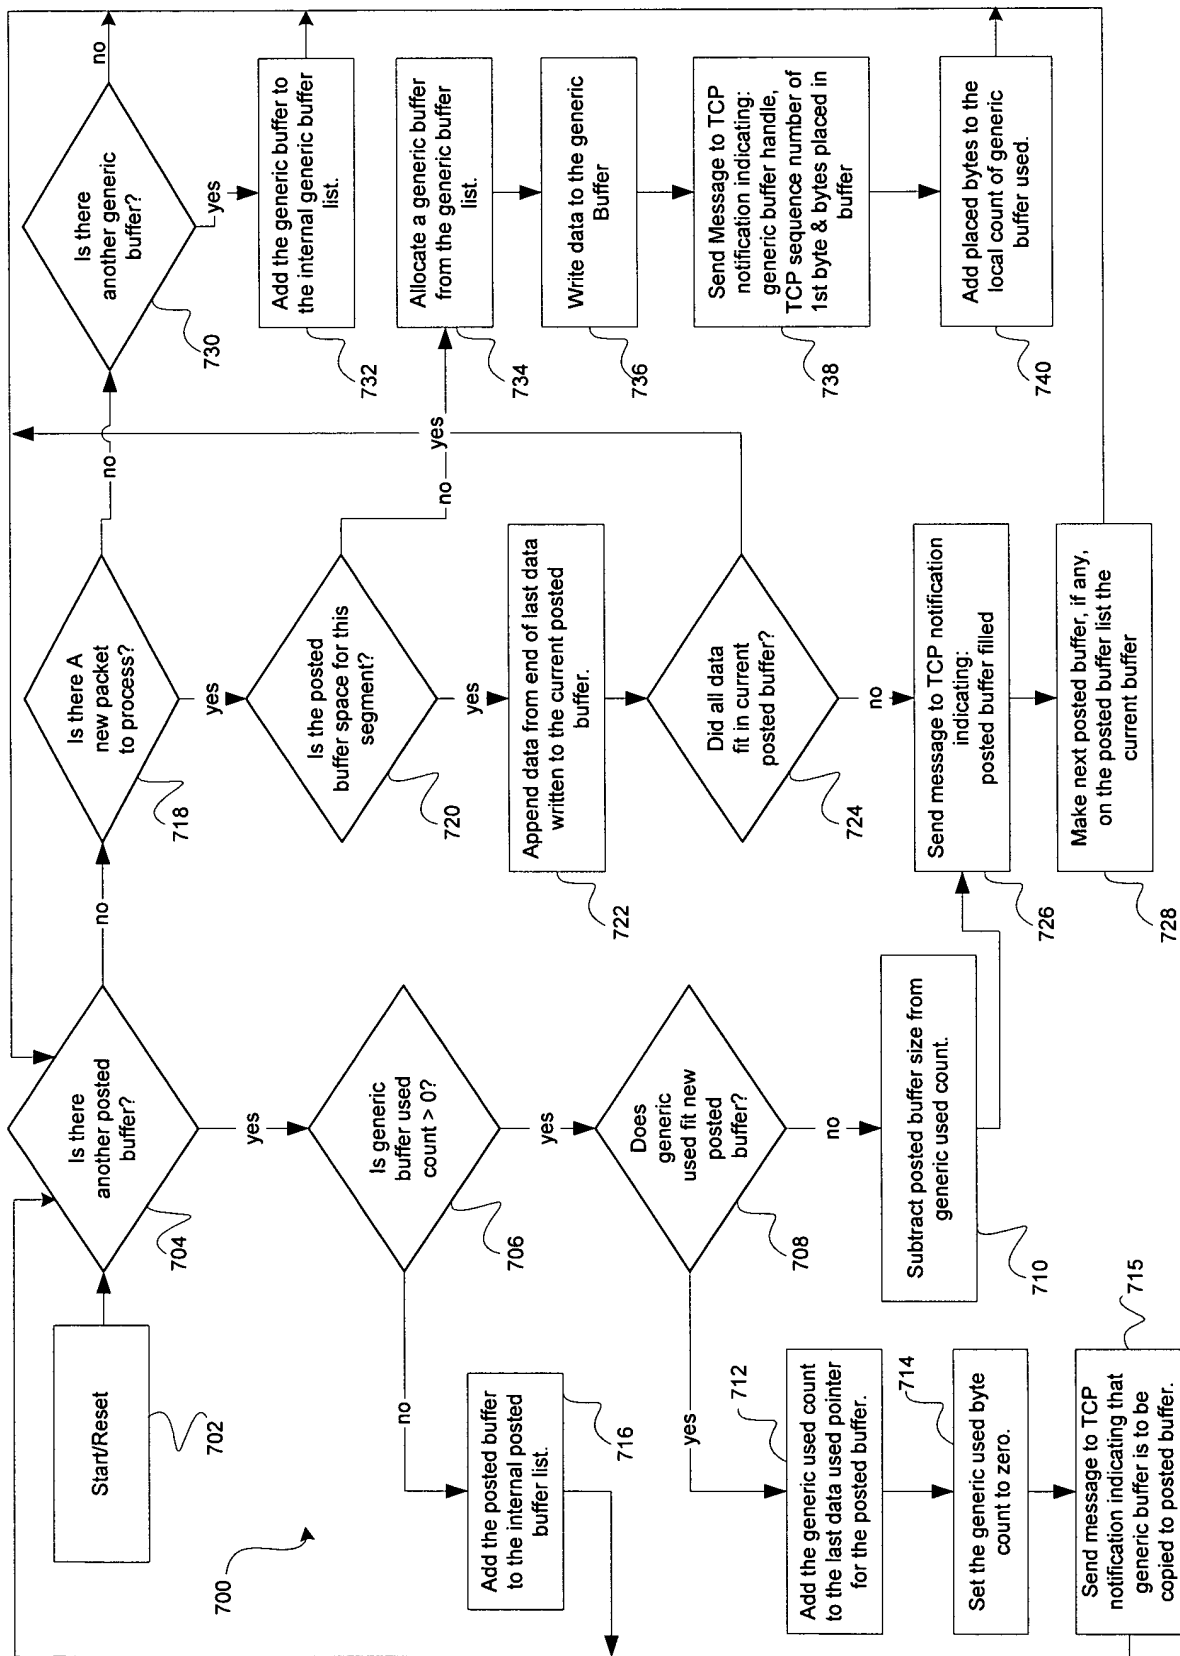 Start/Reset
702
700
Is there
another posted
buffer?
704
no
yes
Is generic
buffer used
count > 0?
706
no
yes
Add the posted buffer
to the internal posted
buffer list.
716
Does
generic
used fit new
posted
buffer?
708
yes
no
Subtract posted buffer size from
generic used count.
710
712
Add the generic used count
to the last data used pointer
for the posted buffer.
714
Set the generic used byte
count to zero.
715
Send message to TCP
notification indicating that
generic buffer is to be
copied to posted buffer.
Is there A
new packet
to process?
718
no
yes
Is the posted
buffer space for this
segment?
720
no
yes
Append data from end of last data
written to the current posted
buffer.
722
Did all data
fit in current
posted buffer?
724
yes
no
Send message to TCP notification
indicating:
posted buffer filled
726
Make next posted buffer, if any,
on the posted buffer list the
current buffer
728
Is there
another generic
buffer?
730
no
yes
Add the generic buffer to
the internal generic buffer
list.
732
Allocate a generic buffer
from the generic buffer
list.
734
Write data to the generic
Buffer
736
Send Message to TCP
notification indicating:
generic buffer handle,
TCP sequence number of
1st byte & bytes placed in
buffer
738
Add placed bytes to the
local count of generic
buffer used.
740